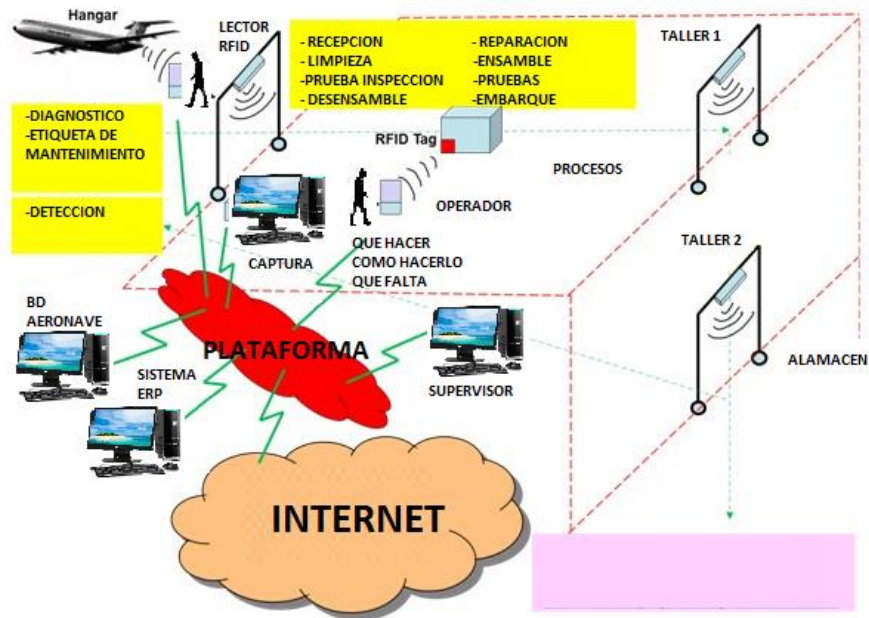 Hangar
LECTOR
RFID
- RECEPCION
- LIMPIEZA
-PRUEBA INSPECCION
- DESENSAMBLE
- REPARACION
-ENSAMBLE
- PRUEBAS
-EMBARQUE
TALLER 1
-DIAGNOSTICO
-ETIQUETA DE
MANTENIMIENTO
RFID Tag
PROCESOS
-DETECCION
OPERADOR
CAPTURA
QUE HACER
COMO HACERLO
QUE FALTA
TALLER 2
BD
AERONAVE
PLATAFORMA
SISTEMA
ERP
SUPERVISOR
ALAMACEN
INTERNET